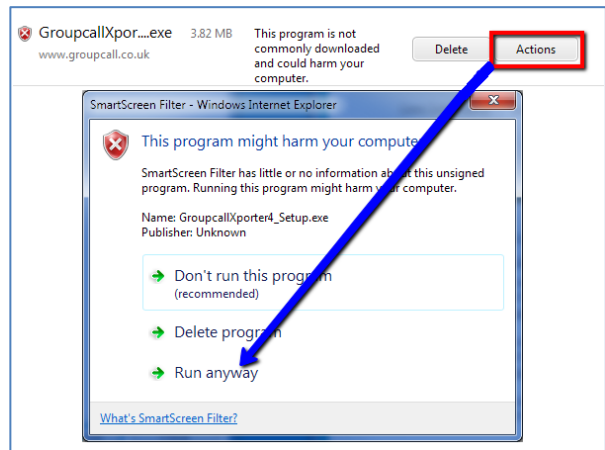 GroupcallXpor....exe 3.82 MB This program is not
www.groupcall.co.uk commonly downloaded
and could harm your
computer.
Delete Actions
SmartScreen Filter - Windows Internet Explorer
This program might harm your compute
SmartScreen Filter has little or no information about this unsigned
program. Running this program might harm your computer.
Name: GroupcallXporter4_Setup.exe
Publisher: Unknown
Don't run this program
(recommended)
Delete program
Run anyway
What's SmartScreen Filter?